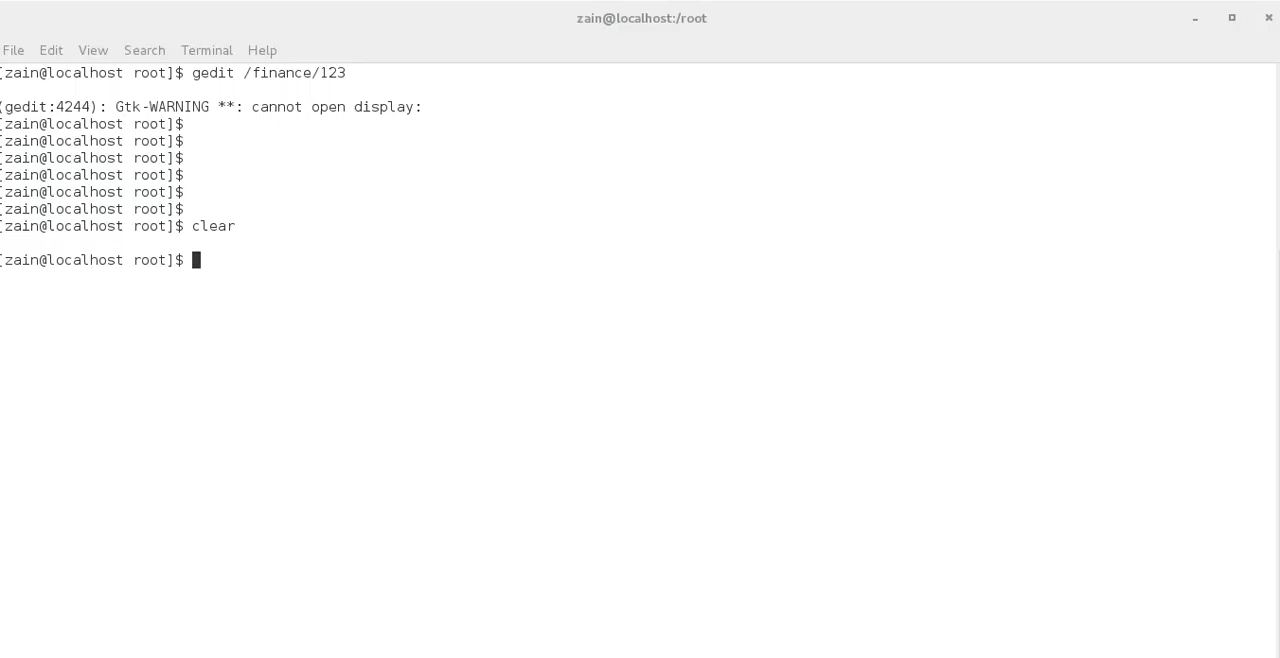 zain@localhost:/root
File Edit View Search Terminal Help
[zain@localhost root]$ gedit /finance/123
(gedit:4244): Gtk-WARNING **: cannot open display:
[zain@localhost root]$
[zain@localhost root]$
[zain@localhost root]$
[zain@localhost root]$
[zain@localhost root]$
[zain@localhost root]$
[zain@localhost root]$ clear
[zain@localhost root]$